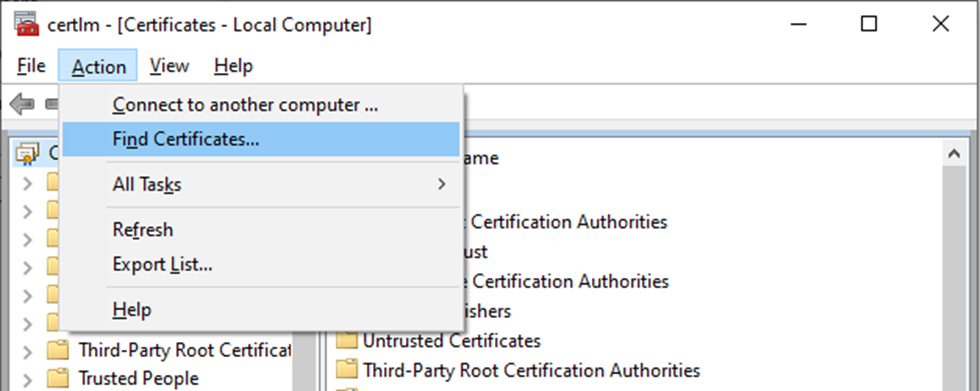 certlm - [Certificates - Local Computer]
File Action View Help
Connect to another computer ...
Find Certificates...
All Tasks
Refresh
Export List...
Help
Third-Party Root Certificat
Trusted People
ame
Certification Authorities
ust
Certification Authorities
ishers
Untrusted Certificates
Third-Party Root Certification Authorities